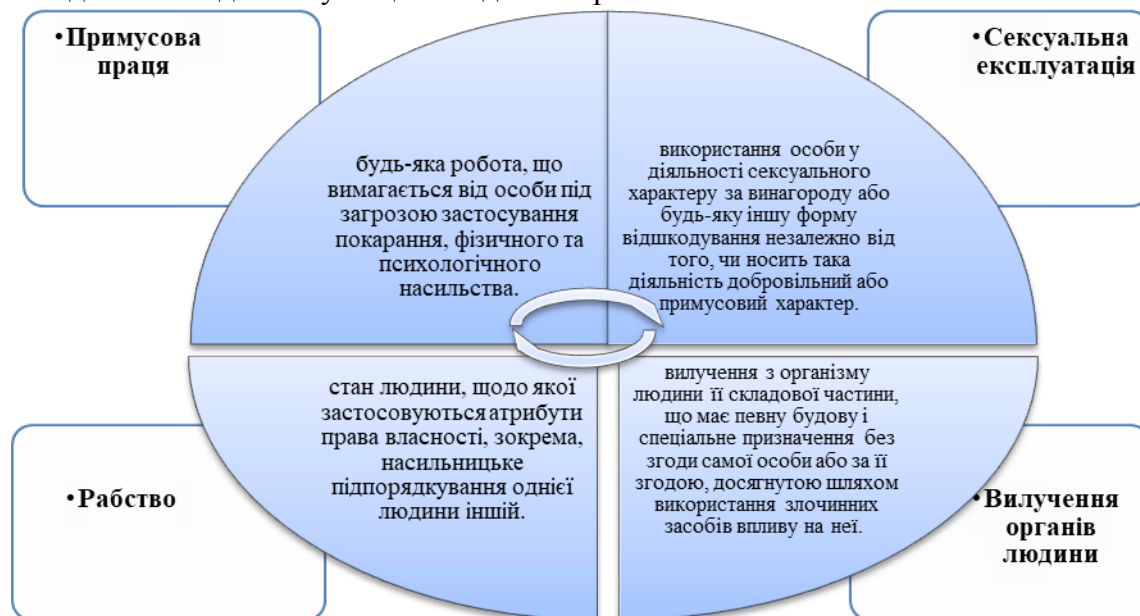 •Примусова
праця
•Сексуальна
експлуатація
будь-яка робота, що
вимагається від особи під
загрозою застосування
покарання, фізичного та
психологічного
насильства.
використання особи у
діяльності сексуального
характеру за винагороду або
будь-яку іншу форму
відшкодування незалежно від
того, чи носить така
діяльність добровільний або
примусовий характер.
стан людини, щодо якої
застосовуються атрибути
права власності, зокрема,
насильницьке
підпорядкування однієї
людини іншій.
вилучення з організму
людини її складової частини,
що має певну будову і
спеціальне призначення без
згоди самої особи або за її
згодою, досягнутою шляхом
використання злочинних
засобів впливу на неї.
•Рабство
•Вилучення
органів
людини